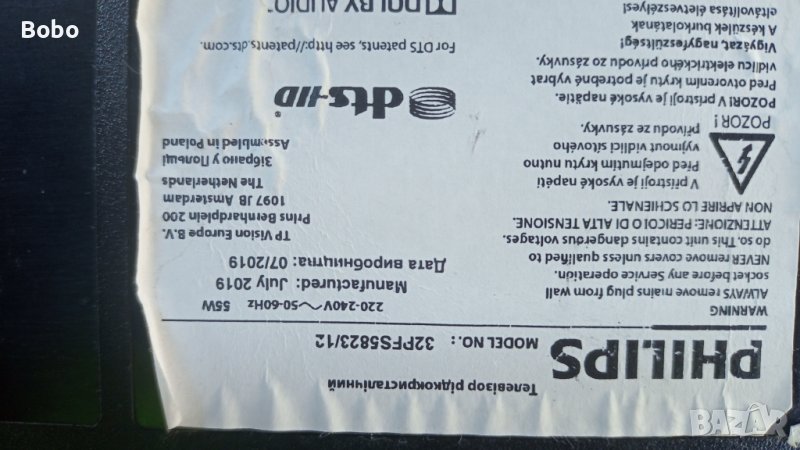 Bobo
Телевізор рідкокристалічний
PHILIPS
MODEL NO.: 32PFS5823/12
WARNING
ALWAYS remove mains plug from wall
socket before any Service operation.
NEVER remove covers unless qualified to
do so, This unit contains dangerous voltages.
ATTENZIONE: PERICOLO DI ALTA TENSIONE.
NON APRIRE LO SCHIENALE.
220-240V~50-60Hz 55W
Manufactured: July 2019
Дата виробництва: 07/2019
TP Vision Europe B.V.
Prins Bernhardplein 200
1097 JB Amsterdam
The Netherlands
Зібрано у Польщі
Assembled in Poland
V přístroji je vysoké napětí
Před odejmutím krytu nutno
vyjmout vidlici síťového
přívodu ze zásuvky.
POZOR!
POZOR! V prístroji je vysoké napätie.
Pred otvorením krytu je potrebné vybrat
vidlicu elektrického prívodu zo zásuvky.
Vigyázat, nagyfeszültség!
A készülék burkolatának
eltávolítása életveszélyes!
dts-HD
For DTS patents, see http://patents.dts.com.
DOLBY AUDIO™
BAZAR